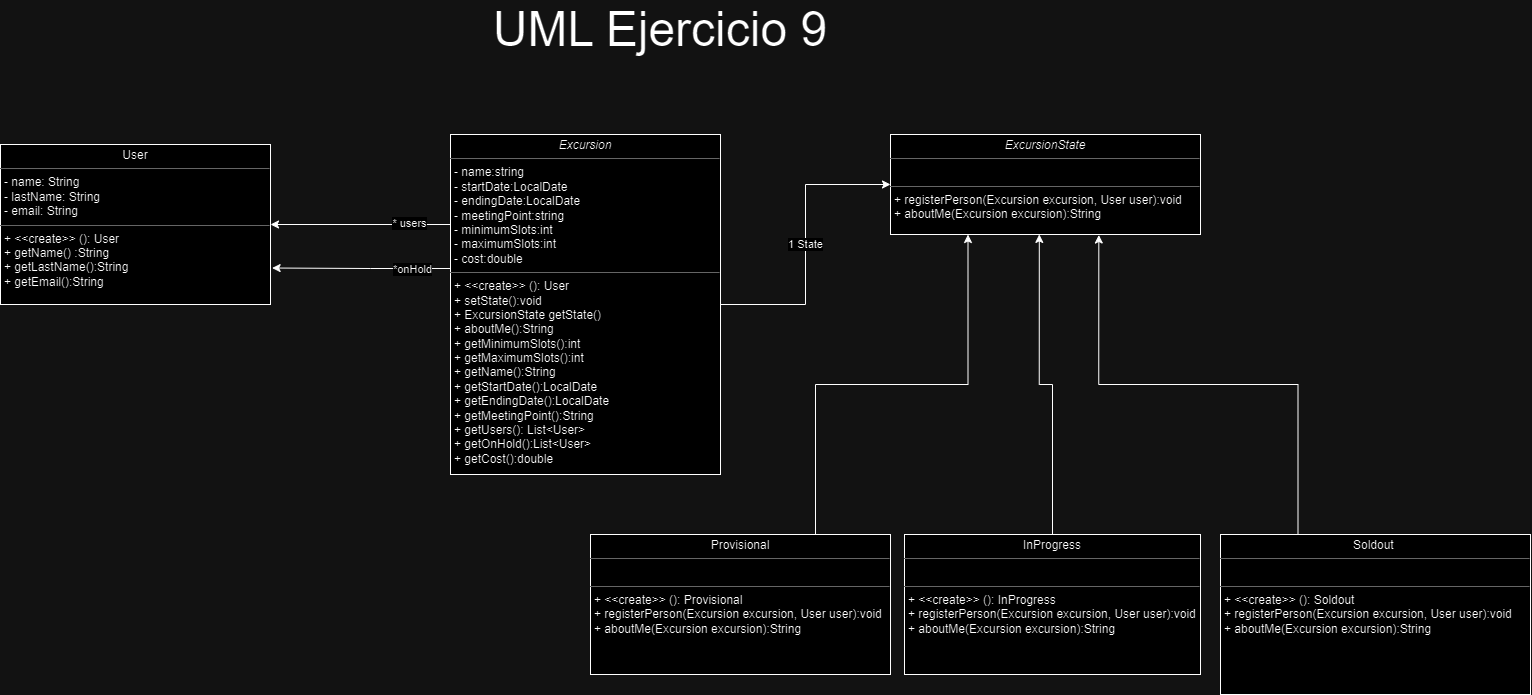 UML Ejercicio 9
User
- name: String
- lastName: String
- email: String
+ <<create>> (): User
+ getName() :String
+ getLastName():String
+ getEmail():String
* users
*onHold
Excursion
- name:string
- startDate:LocalDate
- endingDate:LocalDate
- meetingPoint:string
- minimumSlots:int
- maximumSlots:int
- cost:double
+ <<create>> (): User
+ setState():void
+ ExcursionState getState()
+ aboutMe():String
+ getMinimumSlots():int
+ getMaximumSlots():int
+ getName():String
+ getStartDate():LocalDate
+ getEndingDate():LocalDate
+ getMeetingPoint():String
+ getUsers(): List<User>
+ getOnHold():List<User>
+ getCost():double
1 State
ExcursionState
+ registerPerson(Excursion excursion, User user):void
+ aboutMe(Excursion excursion):String
Provisional
+ <<create>> (): Provisional
+ registerPerson(Excursion excursion, User user):void
+ aboutMe(Excursion excursion):String
InProgress
+ <<create>> (): InProgress
+ registerPerson(Excursion excursion, User user):void
+ aboutMe(Excursion excursion):String
Soldout
+ <<create>> (): Soldout
+ registerPerson(Excursion excursion, User user):void
+ aboutMe(Excursion excursion):String